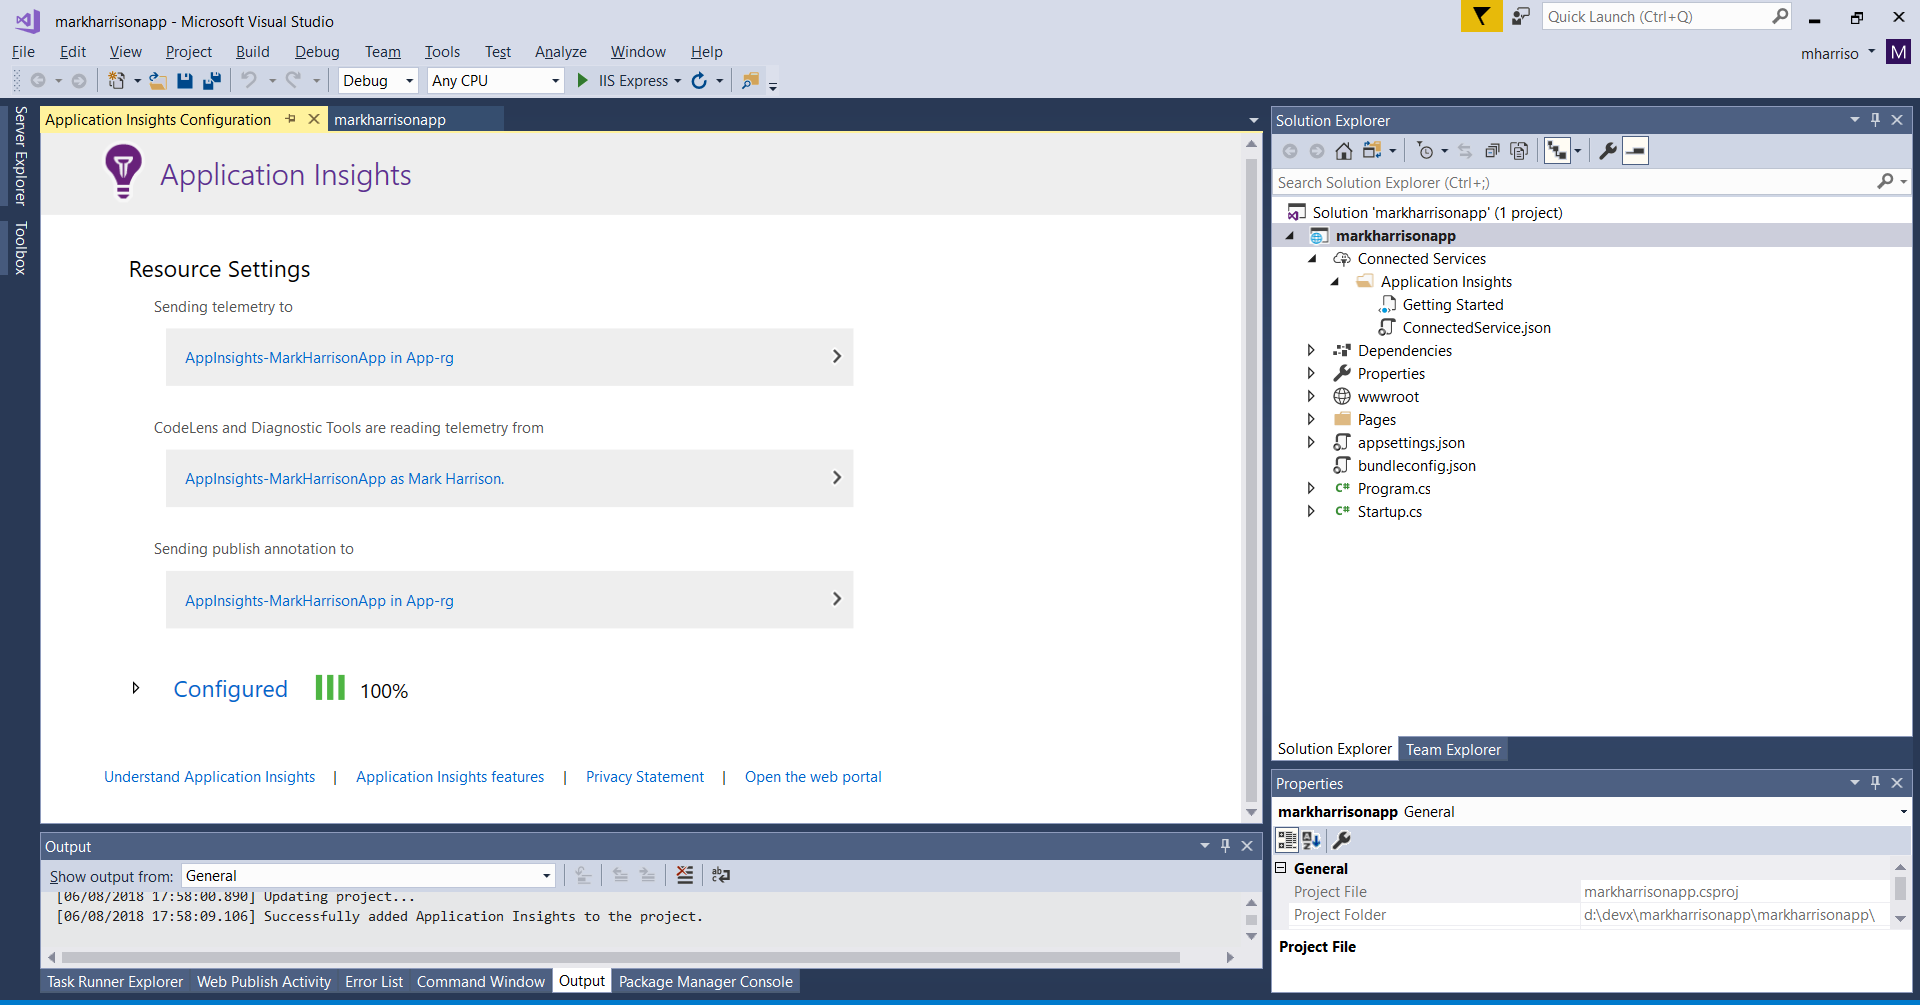 markharrisonapp - Microsoft Visual Studio
Quick Launch (Ctrl+Q)
File Edit View Project Build Debug Team Tools Test Analyze Window Help
mharriso M
Debug Any CPU IIS Express
Server Explorer
Toolbox
Application Insights Configuration markharrisonapp
Application Insights
Resource Settings
Sending telemetry to
AppInsights-MarkHarrisonApp in App-rg
CodeLens and Diagnostic Tools are reading telemetry from
AppInsights-MarkHarrisonApp as Mark Harrison.
Sending publish annotation to
AppInsights-MarkHarrisonApp in App-rg
Configured 100%
Understand Application Insights | Application Insights features | Privacy Statement | Open the web portal
Output
Show output from: General
[06/08/2018 17:58:00.890] Updating project...
[06/08/2018 17:58:09.106] Successfully added Application Insights to the project.
Task Runner Explorer Web Publish Activity Error List Command Window Output Package Manager Console
Solution Explorer
Search Solution Explorer (Ctrl+;)
Solution 'markharrisonapp' (1 project)
markharrisonapp
Connected Services
Application Insights
Getting Started
ConnectedService.json
Dependencies
Properties
wwwroot
Pages
appsettings.json
bundleconfig.json
C# Program.cs
C# Startup.cs
Solution Explorer Team Explorer
Properties
markharrisonapp General
General
Project File markharrisonapp.csproj
Project Folder d:\devx\markharrisonapp\markharrisonapp\
Project File